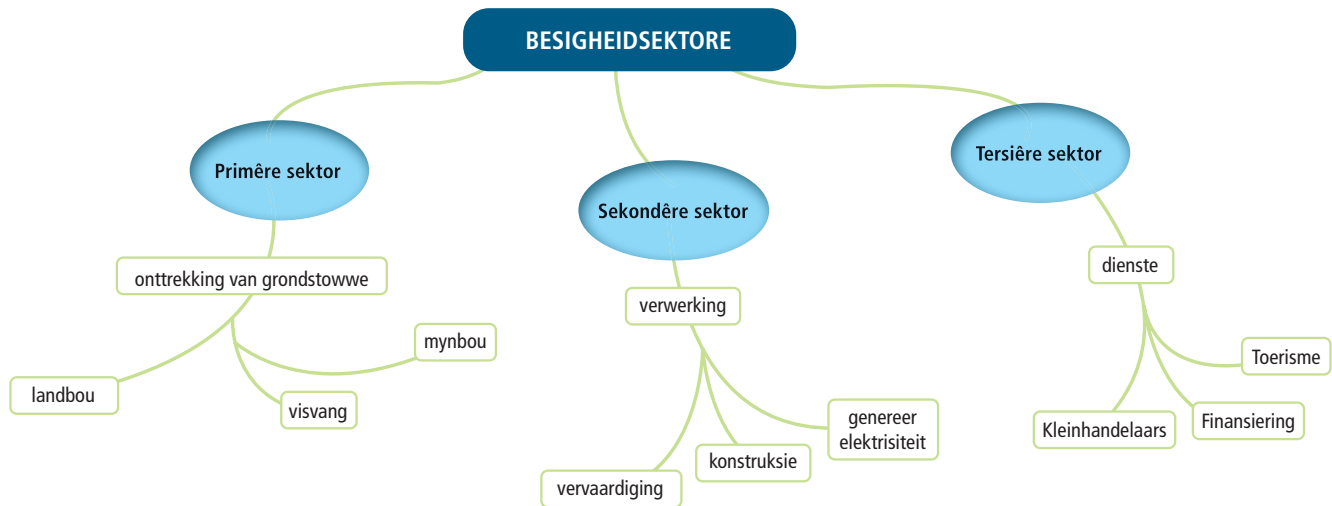 BESIGHEIDSEKTORE
Primêre sektor
onttrekking van grondstowwe
landbou
visvang
mynbou
Sekondêre sektor
verwerking
vervaardiging
konstruksie
genereer
elektrisiteit
Tersiêre sektor
dienste
Kleinhandelaars
Finansiering
Toerisme